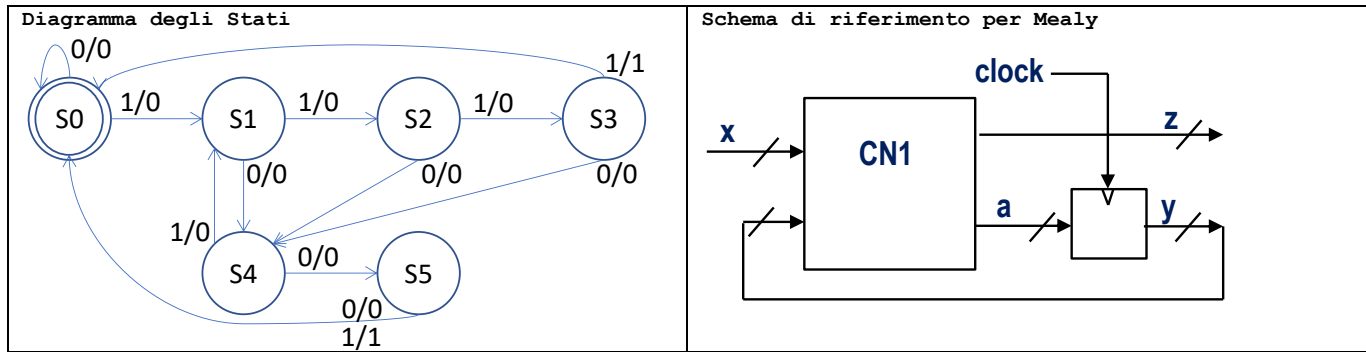 Diagramma degli Stati
0/0
1/1
1/0
1/0
1/0
S0
S1
S2
S3
0/0
0/0
0/0
1/0
0/0
S4
S5
0/0
1/1
Schema di riferimento per Mealy
clock
x
CN1
z
a
y